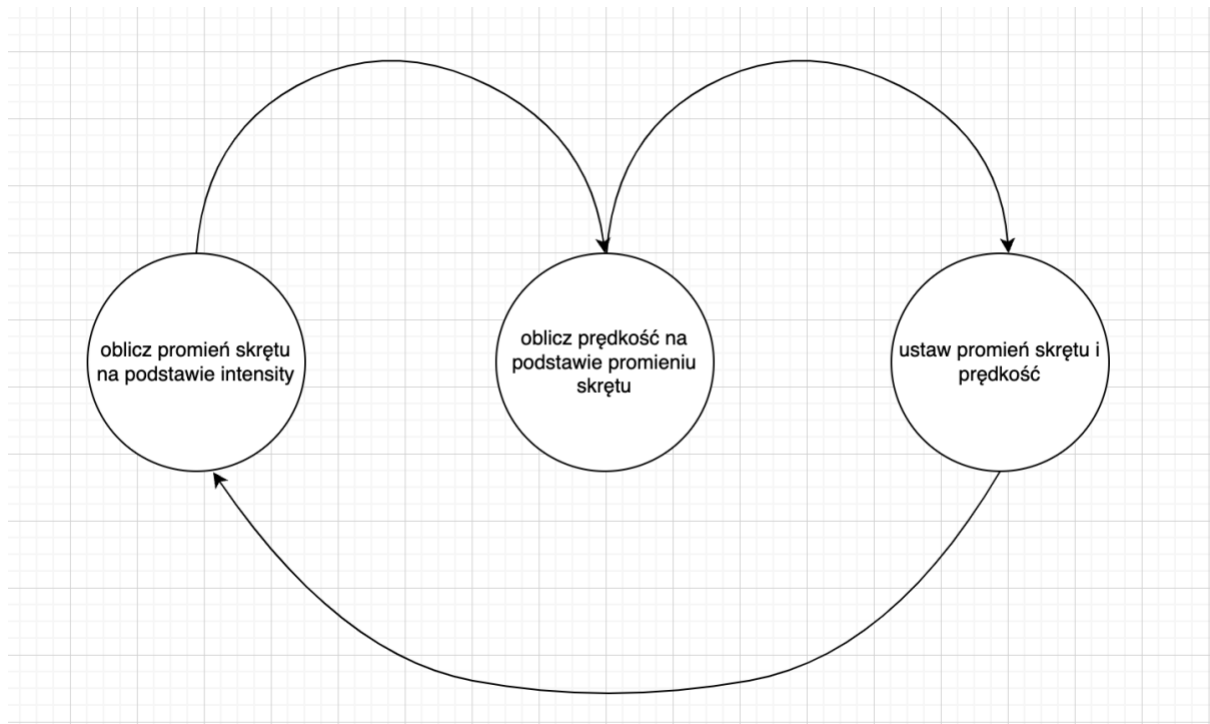 oblicz promień skrętu
na podstawie intensity
oblicz prędkość na
podstawie promieniu
skrętu
ustaw promień skrętu i
prędkość